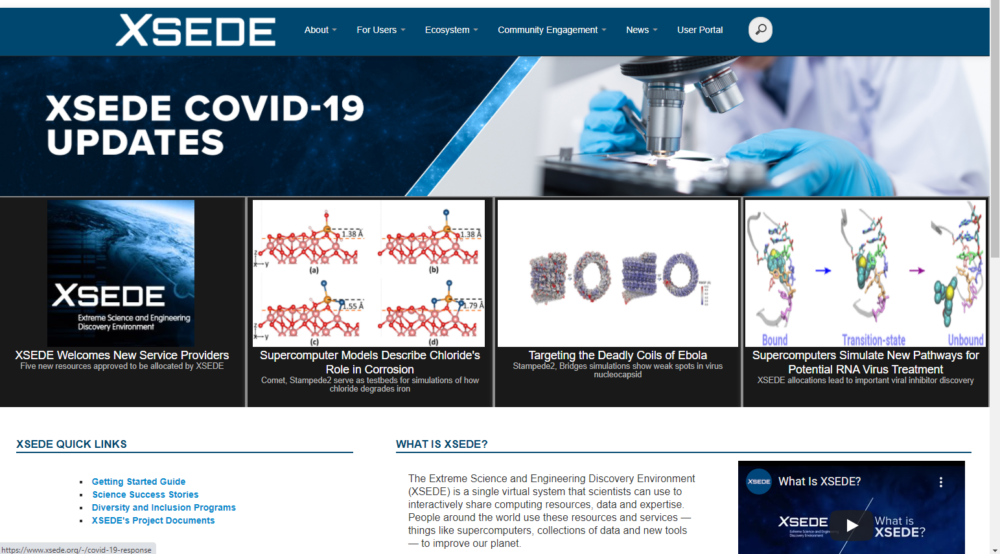 XSEDE
About
For Users
Ecosystem
Community Engagement
News
User Portal
XSEDE COVID-19
UPDATES
XSEDE
Extreme Science and Engineering
Discovery Environment
XSEDE Welcomes New Service Providers
Five new resources approved to be allocated by XSEDE
1.38 Å
1.38 Å
z
x y
(a)
(b)
1.55 Å
1.79 Å
z
x y
(c)
(d)
Supercomputer Models Describe Chloride's
Role in Corrosion
Comet, Stampede2 serve as testbeds for simulations of how
chloride degrades iron
Targeting the Deadly Coils of Ebola
Stampede2, Bridges simulations show weak spots in virus
nucleocapsid
Bound
Transition-state
Unbound
Supercomputers Simulate New Pathways for
Potential RNA Virus Treatment
XSEDE allocations lead to important viral inhibitor discovery
XSEDE QUICK LINKS
Getting Started Guide
Science Success Stories
Diversity and Inclusion Programs
XSEDE's Project Documents
WHAT IS XSEDE?
The Extreme Science and Engineering Discovery Environment
(XSEDE) is a single virtual system that scientists can use to
interactively share computing resources, data and expertise.
People around the world use these resources and services —
things like supercomputers, collections of data and new tools
— to improve our planet.
XSEDE
What Is XSEDE?
XSEDE
Extreme Science and Engineering
Discovery Environment
What is
XSEDE?
https://www.xsede.org/-/covid-19-response